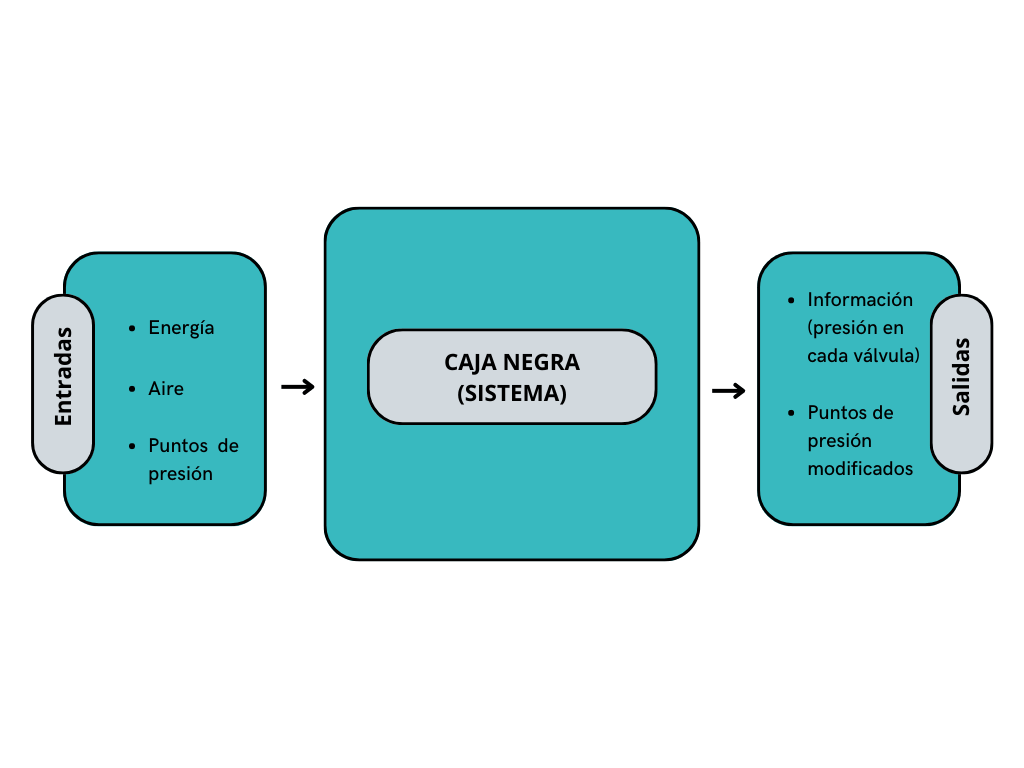 Entradas
Energía
Aire
Puntos de
presión
CAJA NEGRA
(SISTEMA)
Información
(presión en
cada válvula)
Puntos de
presión
modificados
Salidas